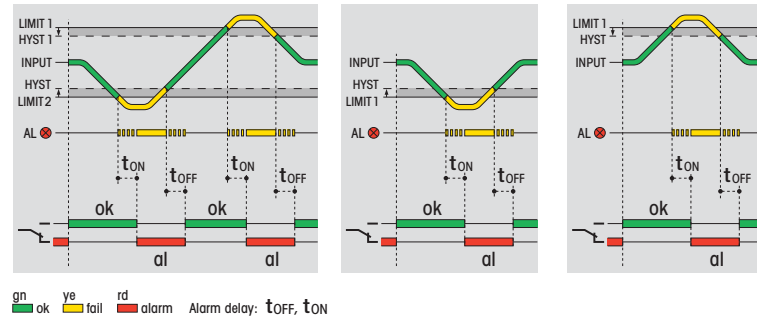 LIMIT 1
HYST 1
INPUT
HYST
LIMIT2
AL
tON
tOFF
tON
tOFF
ok
ok
al
al
INPUT
HYST
LIMIT 1
AL
tON
tOFF
ok
al
LIMIT 1
HYST
INPUT
AL
tON
tOFF
ok
al
gn ok ye fail rd alarm Alarm delay: tOFF, tON